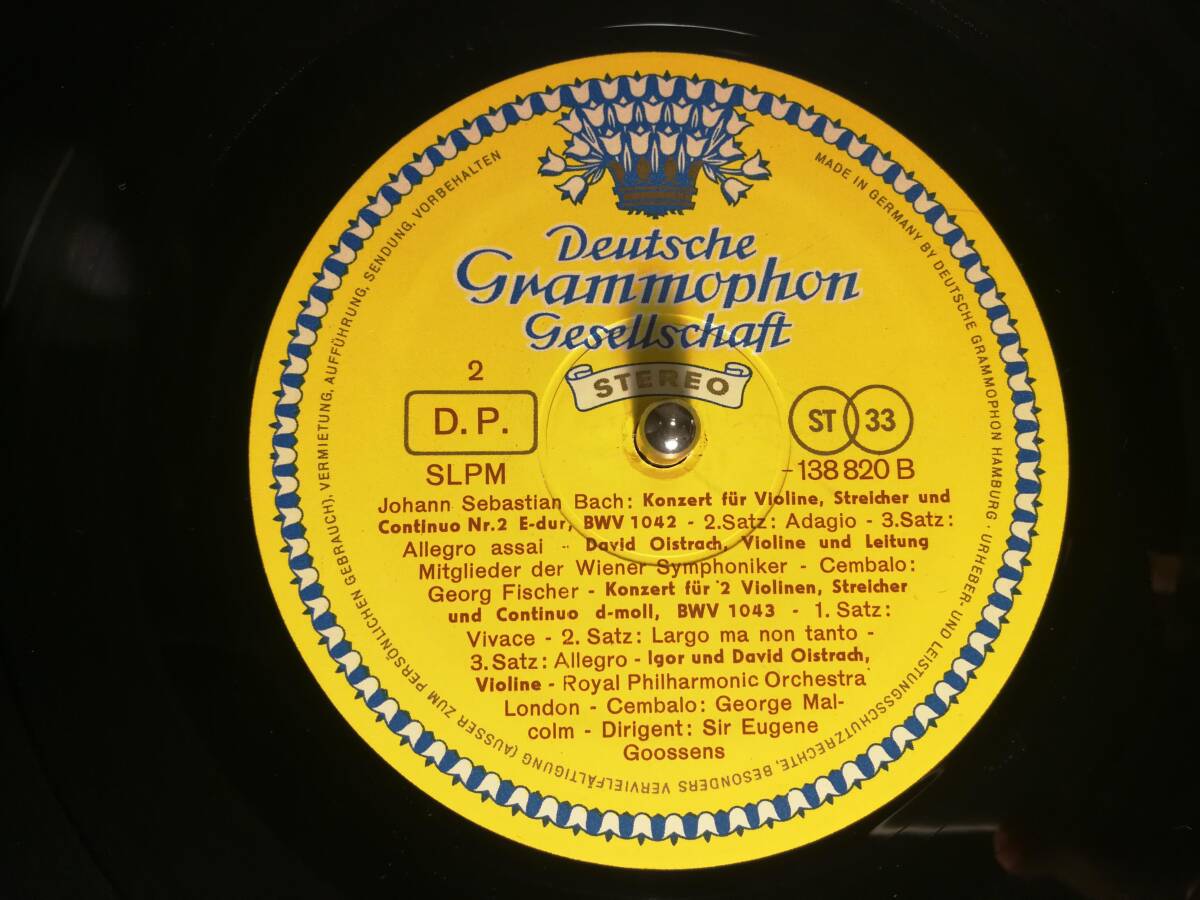 Deutsche
Grammophon
Gesellschaft
STEREO
2
D.P.
SLPM
ST 33
-138 820 B
Johann Sebastian Bach: Konzert für Violine, Streicher und
Continuo Nr.2 E-dur, BWV 1042 - 2.Satz: Adagio - 3.Satz:
Allegro assai - David Oistrach, Violine und Leitung
Mitglieder der Wiener Symphoniker - Cembalo:
Georg Fischer - Konzert für 2 Violinen, Streicher
und Continuo d-moll, BWV 1043 - 1. Satz:
Vivace - 2. Satz: Largo ma non tanto -
3.Satz: Allegro - Igor und David Oistrach,
Violine - Royal Philharmonic Orchestra
London - Cembalo: George Mal-
colm - Dirigent: Sir Eugene
Goossens
MADE IN GERMANY BY DEUTSCHE GRAMMOPHON HAMBURG · URHEBER- UND LEISTUNGSSCHUTZRECHTE, BESONDERS VERVIELFÄLTIGUNG (AUSSER ZUM PERSÖNLICHEN GEBRAUCH), VERMIETUNG, AUFFÜHRUNG, SENDUNG, VORBEHALTEN